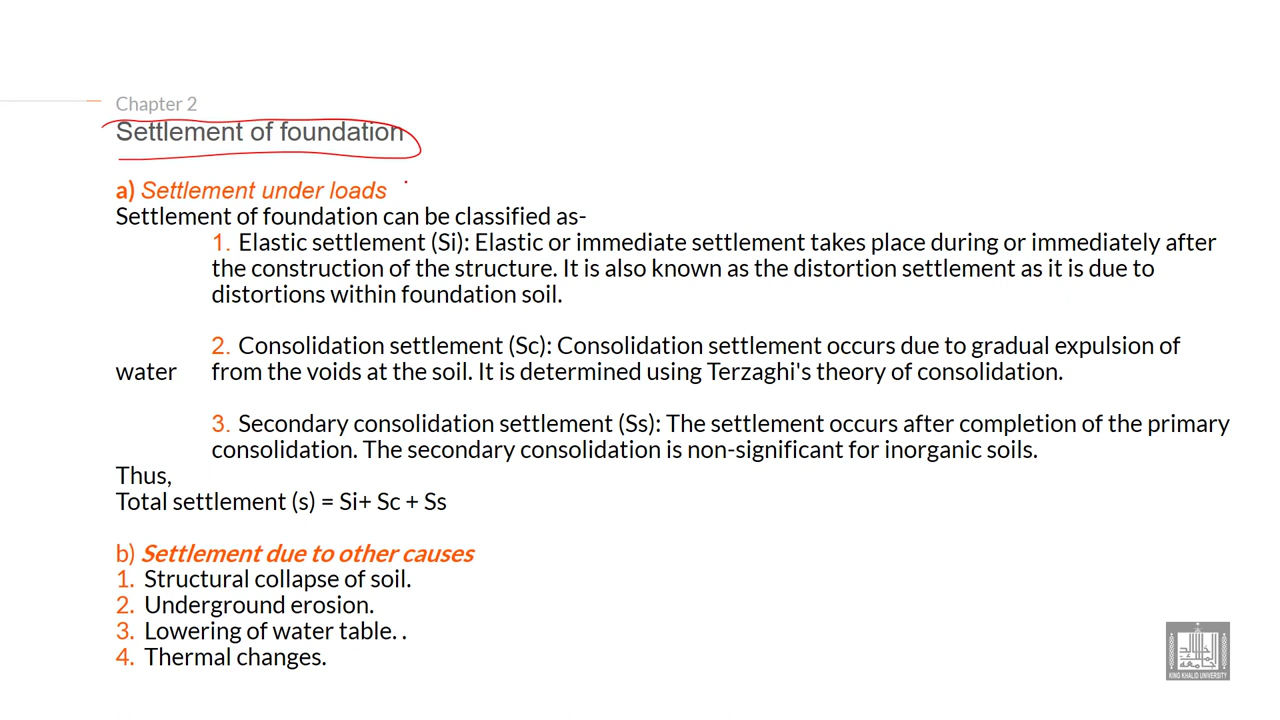 Chapter 2
Settlement of foundation
a) Settlement under loads
Settlement of foundation can be classified as-
1. Elastic settlement (Si): Elastic or immediate settlement takes place during or immediately after
the construction of the structure. It is also known as the distortion settlement as it is due to
distortions within foundation soil.
2. Consolidation settlement (Sc): Consolidation settlement occurs due to gradual expulsion of
water from the voids at the soil. It is determined using Terzaghi's theory of consolidation.
3. Secondary consolidation settlement (Ss): The settlement occurs after completion of the primary
consolidation. The secondary consolidation is non-significant for inorganic soils.
Thus,
Total settlement (s) = Si+ Sc + Ss
b) Settlement due to other causes
1. Structural collapse of soil.
2. Underground erosion.
3. Lowering of water table. .
4. Thermal changes.
KING KHALID UNIVERSITY